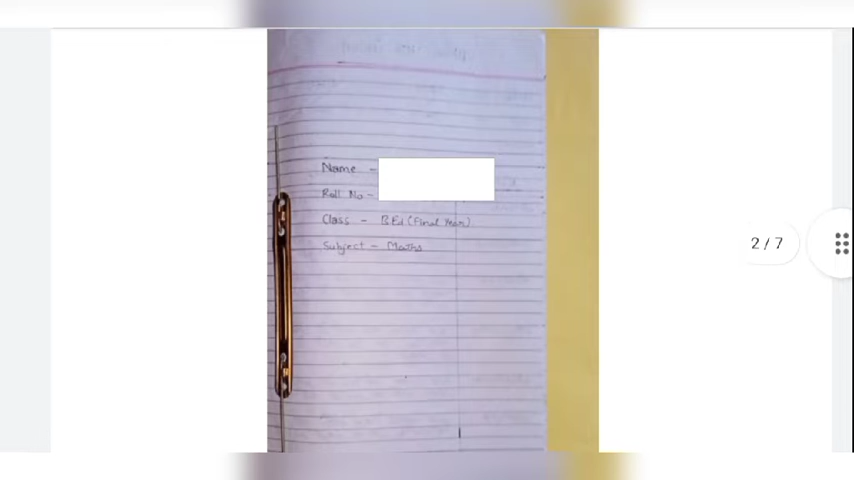 Name -
Roll No -
Class - B.Ed (Final Year)
Subject - Maths
2 / 7